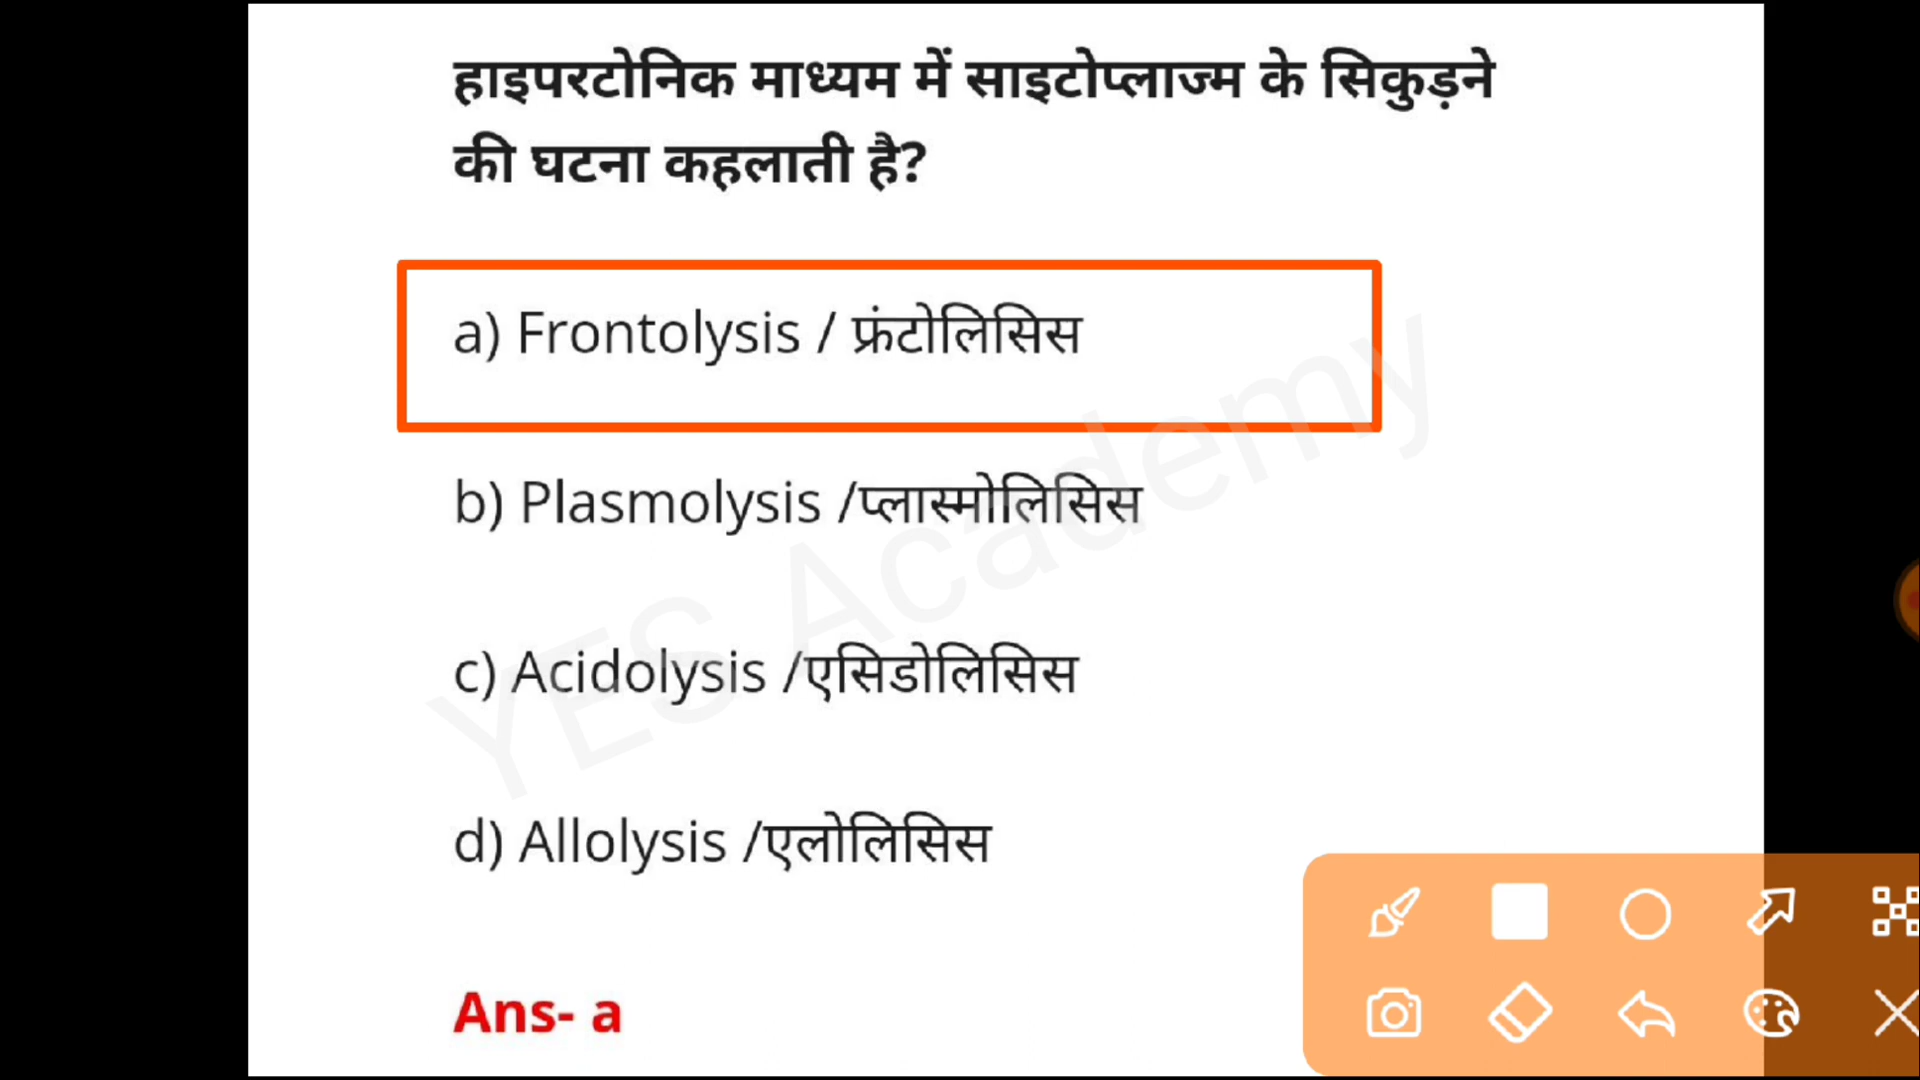 हाइपरटोनिक माध्यम में साइटोप्लाज्म के सिकुड़ने
की घटना कहलाती है?
a) Frontolysis / फ्रंटोलिसिस
b) Plasmolysis /प्लास्मोलिसिस
c) Acidolysis /एसिडोलिसिस
d) Allolysis /एलोलिसिस
YES Academy
Ans- a